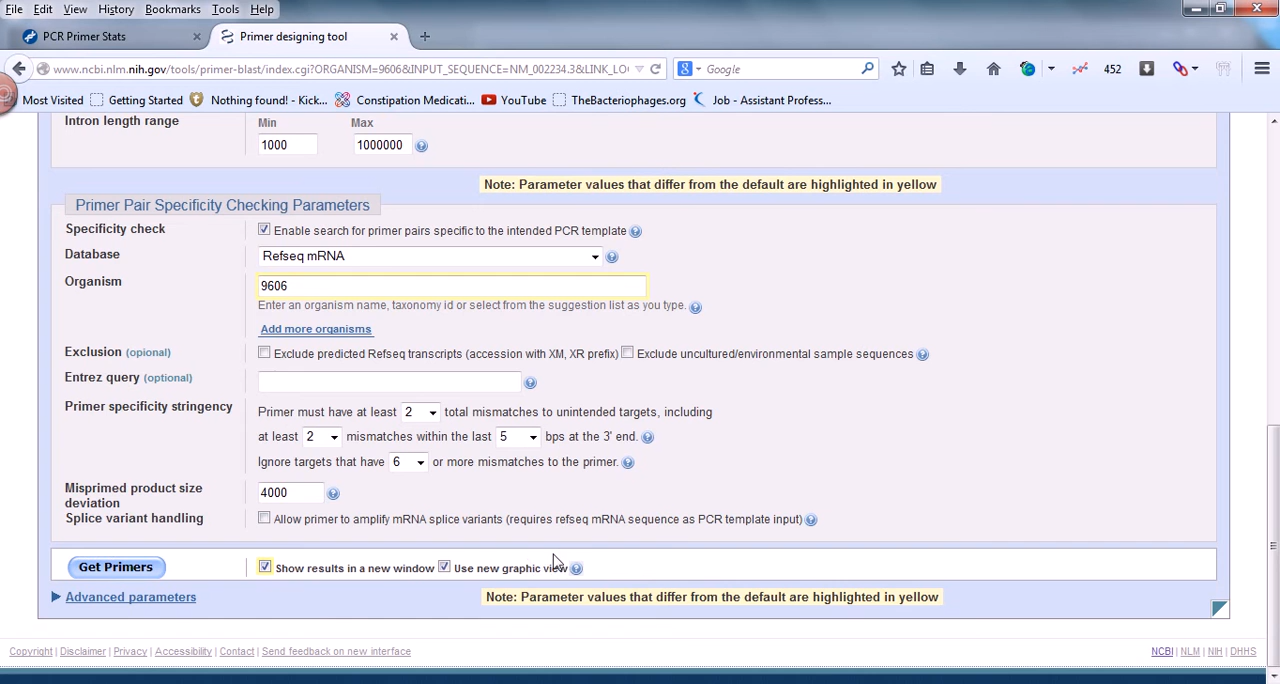 File Edit View History Bookmarks Tools Help
PCR Primer Stats × Primer designing tool × +
www.ncbi.nlm.nih.gov/tools/primer-blast/index.cgi?ORGANISM=9606&INPUT_SEQUENCE=NM_002234.3&LINK_LO Google 452
Most Visited Getting Started Nothing found! - Kick... Constipation Medicati... YouTube TheBacteriophages.org Job - Assistant Profess...
Intron length range Min Max
1000 1000000
Note: Parameter values that differ from the default are highlighted in yellow
Primer Pair Specificity Checking Parameters
Specificity check Enable search for primer pairs specific to the intended PCR template
Database Refseq mRNA
Organism 9606
Enter an organism name, taxonomy id or select from the suggestion list as you type.
Add more organisms
Exclusion (optional) Exclude predicted Refseq transcripts (accession with XM, XR prefix) Exclude uncultured/environmental sample sequences
Entrez query (optional)
Primer specificity stringency Primer must have at least 2 total mismatches to unintended targets, including
at least 2 mismatches within the last 5 bps at the 3' end.
Ignore targets that have 6 or more mismatches to the primer.
Misprimed product size deviation 4000
Splice variant handling Allow primer to amplify mRNA splice variants (requires refseq mRNA sequence as PCR template input)
Get Primers Show results in a new window Use new graphic view
Advanced parameters Note: Parameter values that differ from the default are highlighted in yellow
Copyright | Disclaimer | Privacy | Accessibility | Contact | Send feedback on new interface NCBI | NLM | NIH | DHHS